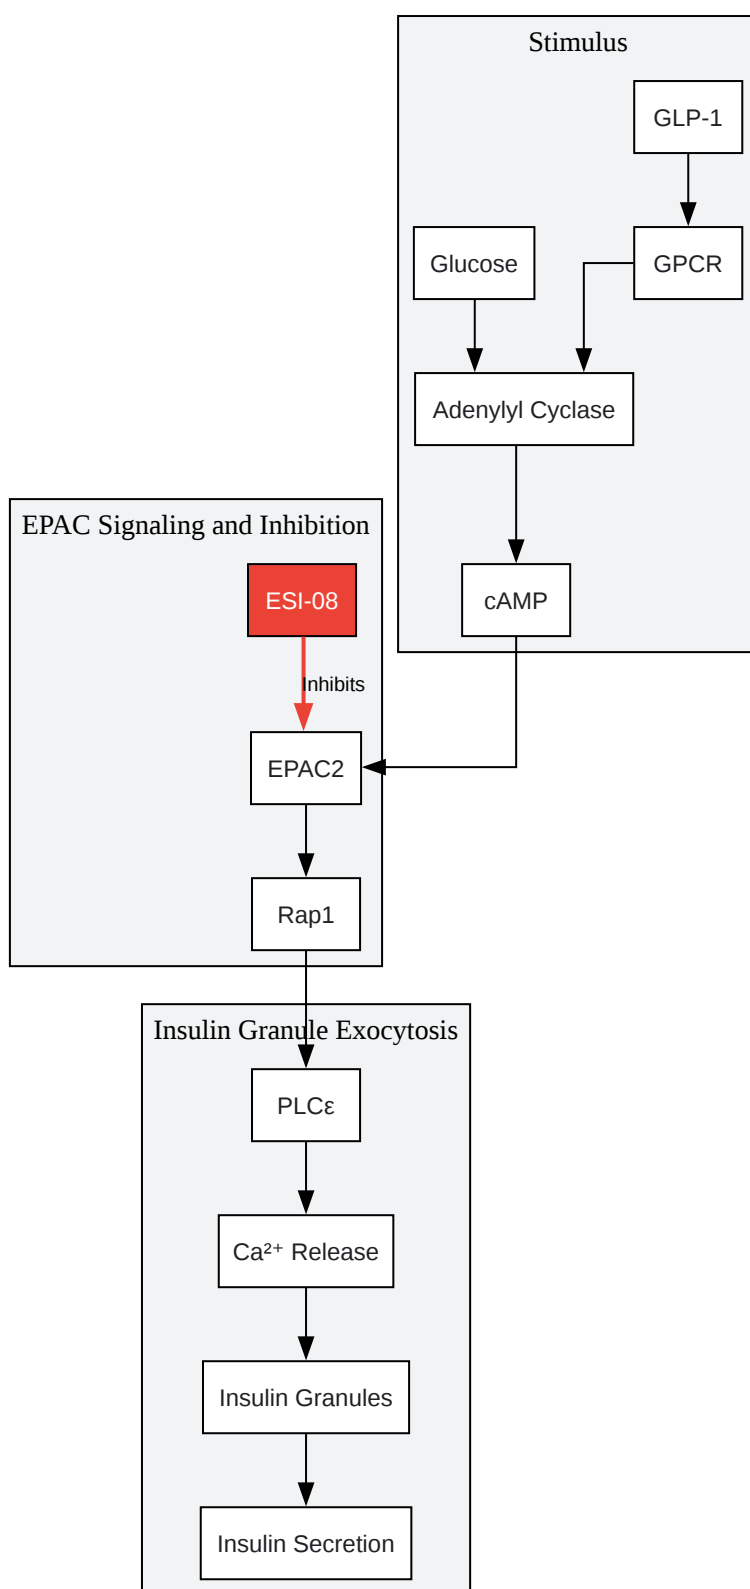 Stimulus
GLP-1
Glucose
GPCR
Adenylyl Cyclase
cAMP
EPAC Signaling and Inhibition
ESI-08
Inhibits
EPAC2
Rap1
Insulin Granule Exocytosis
PLCε
Ca²⁺ Release
Insulin Granules
Insulin Secretion